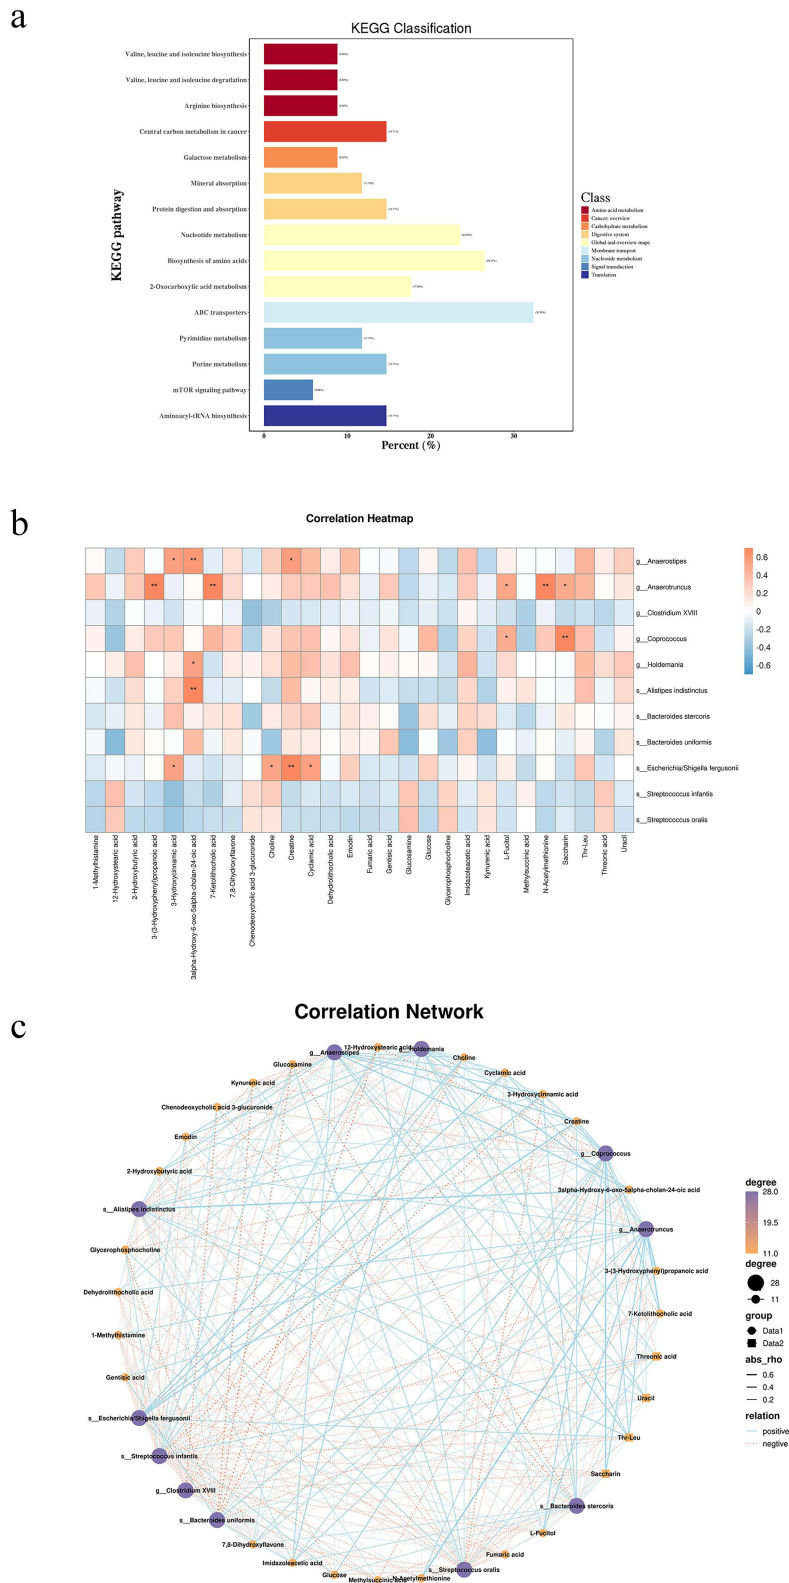 a
KEGG Classification
Valine, leucine and isoleucine biosynthesis
Valine, leucine and isoleucine degradation
Arginine biosynthesis
Central carbon metabolism in cancer
Galactose metabolism
Mineral absorption
Protein digestion and absorption
Nucleotide metabolism
Biosynthesis of amino acids
2-Oxocarboxylic acid metabolism
ABC transporters
Pyrimidine metabolism
Purine metabolism
mTOR signaling pathway
Aminoacyl-tRNA biosynthesis
KEGG pathway
0 10 20 30
Percent (%)
Class
Amino acid metabolism
Cancer: overview
Carbohydrate metabolism
Digestive system
Global and overview maps
Membrane transport
Nucleotide metabolism
Signal transduction
Translation
b
Correlation Heatmap
* ** *
g__Anaerostipes
** ** * ** *
g__Anaerotruncus
g__Clostridium XVIII
* **
g__Coprococcus
*
g__Holdemania
**
s__Alistipes indistinctus
s__Bacteroides stercoris
s__Bacteroides uniformis
* * ** *
s__Escherichia/Shigella fergusonii
s__Streptococcus infantis
s__Streptococcus oralis
0.6
0.4
0.2
0
-0.2
-0.4
-0.6
1-Methylhistamine
12-Hydroxystearic acid
2-Hydroxybutyric acid
3-(3-Hydroxyphenyl)propanoic acid
3-Hydroxycinnamic acid
3alpha-Hydroxy-6-oxo-5alpha-cholan-24-oic acid
7-Ketolithocholic acid
7,8-Dihydroxyflavone
Chenodeoxycholic acid 3-glucuronide
Choline
Creatine
Cyclamic acid
Dehydrolithocholic acid
Emodin
Fumaric acid
Gentisic acid
Glucosamine
Glucose
Glycerophosphocholine
Imidazoleacetic acid
Kynurenic acid
L-Fucitol
Methylsuccinic acid
N-Acetylmethionine
Saccharin
Thr-Leu
Threonic acid
Uracil
c
Correlation Network
12-Hydroxystearic acid
g__Holdemania
g__Anaerostipes
Choline
Glucosamine
Cyclamic acid
Kynurenic acid
3-Hydroxycinnamic acid
Chenodeoxycholic acid 3-glucuronide
Creatine
Emodin
g__Coprococcus
2-Hydroxybutyric acid
3alpha-Hydroxy-6-oxo-5alpha-cholan-24-oic acid
s__Alistipes indistinctus
g__Anaerotruncus
Glycerophosphocholine
3-(3-Hydroxyphenyl)propanoic acid
Dehydrolithocholic acid
7-Ketolithocholic acid
1-Methylhistamine
Threonic acid
Gentisic acid
Uracil
s__Escherichia/Shigella fergusonii
Thr-Leu
s__Streptococcus infantis
Saccharin
g__Clostridium XVIII
s__Bacteroides stercoris
s__Bacteroides uniformis
L-Fucitol
7,8-Dihydroxyflavone
Fumaric acid
Imidazoleacetic acid
s__Streptococcus oralis
Glucose
Methylsuccinic acid
N-Acetylmethionine
degree
28.0
19.5
11.0
degree
28
11
group
Data1
Data2
abs_rho
0.6
0.4
0.2
relation
positive
negtive